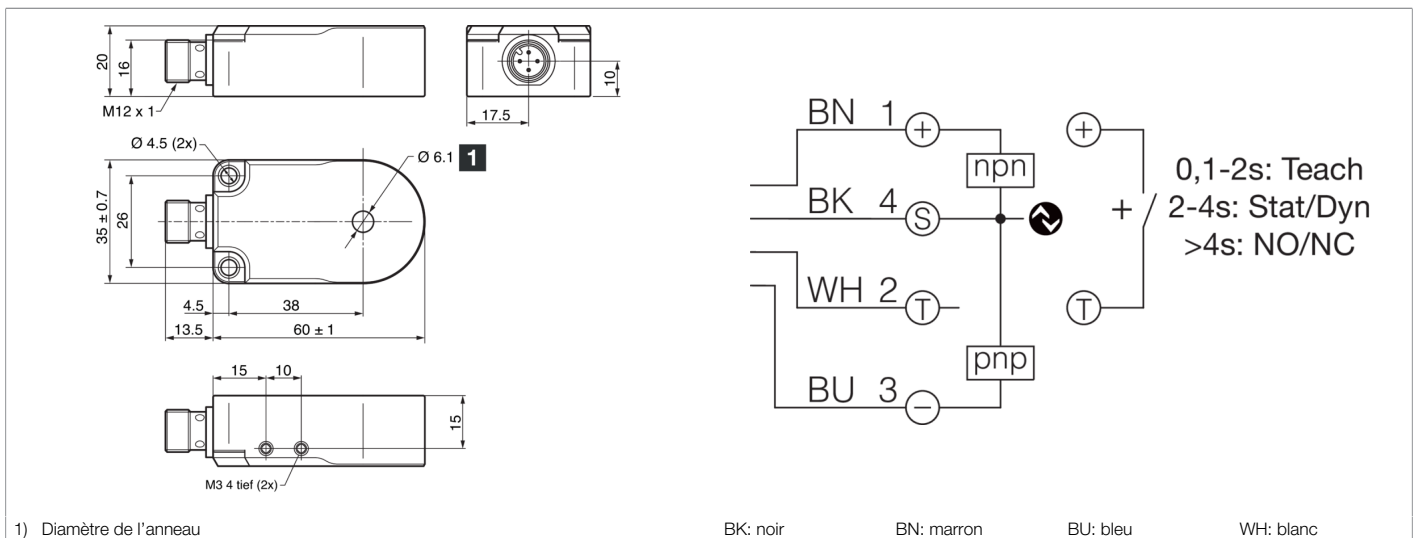 20
16
M12 x 1
10
17.5
Ø 4.5 (2x)
Ø 6.1 1
35 ± 0.7
26
4.5
38
13.5
60 ± 1
15
10
15
M3 4 tief (2x)
BN 1 +
npn
BK 4 S
WH 2 T
pnp
BU 3 -
+
+
T
0,1-2s: Teach
2-4s: Stat/Dyn
>4s: NO/NC
1) Diamètre de l'anneau
BK: noir
BN: marron
BU: bleu
WH: blanc